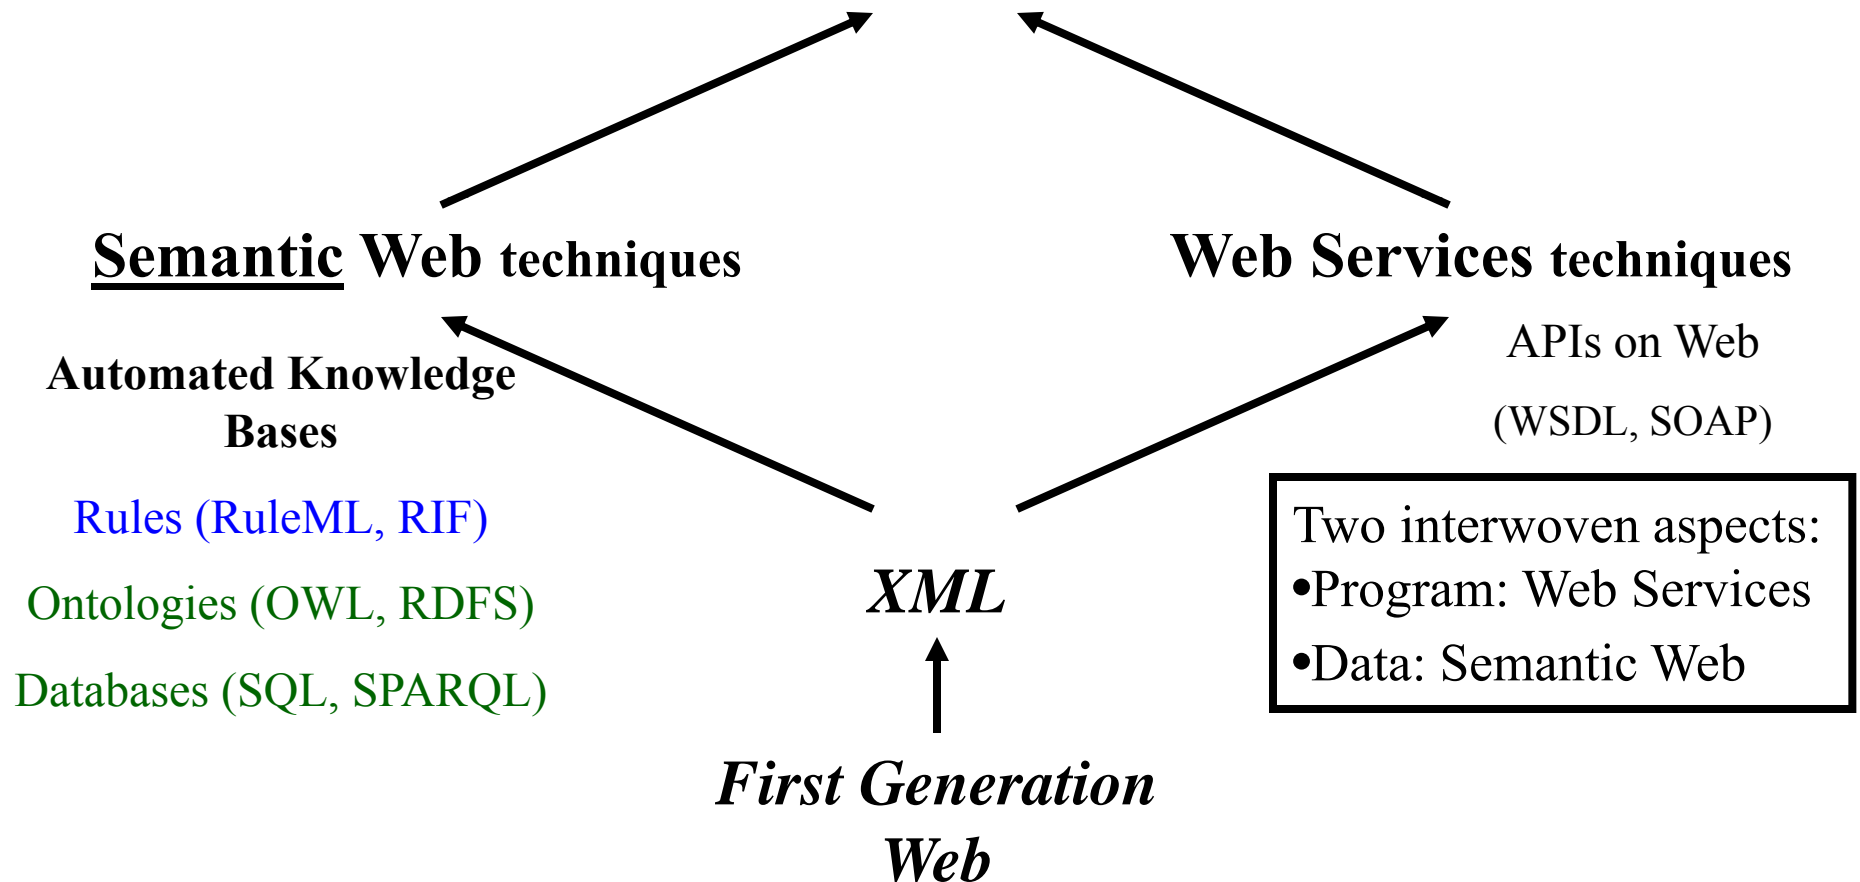 Semantic Web techniques
Web Services techniques
Automated Knowledge
Bases
Rules (RuleML, RIF)
Ontologies (OWL, RDFS)
Databases (SQL, SPARQL)
APIs on Web
(WSDL, SOAP)
Two interwoven aspects:
•Program: Web Services
•Data: Semantic Web
XML
First Generation
Web